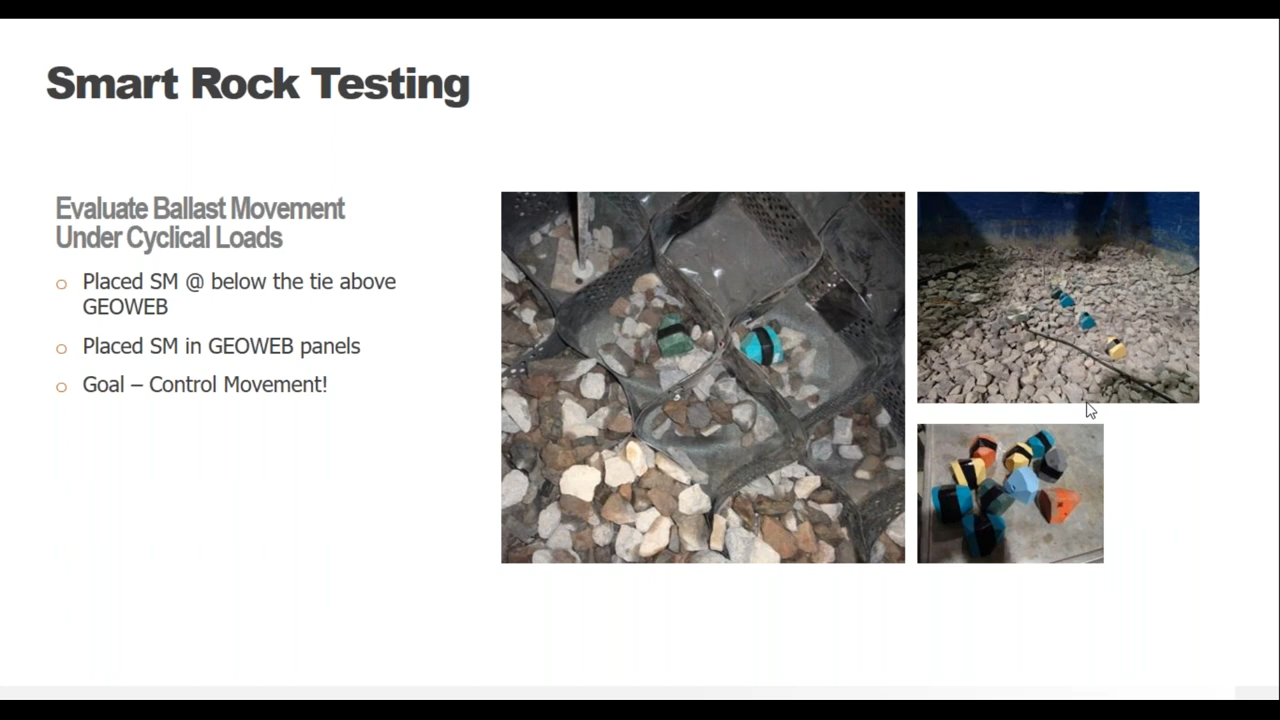 Smart Rock Testing
Evaluate Ballast Movement
Under Cyclical Loads
Placed SM @ below the tie above
GEOWEB
Placed SM in GEOWEB panels
Goal – Control Movement!